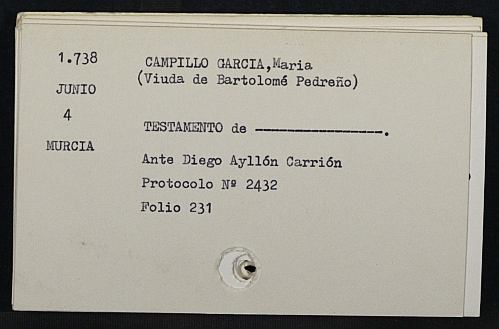 1.738
CAMPILLO GARCIA,Maria
(Viuda de Bartolomé Pedreño)
JUNIO
4
TESTAMENTO de ----------------.
MURCIA
Ante Diego Ayllón Carrión
Protocolo Nº 2432
Folio 231